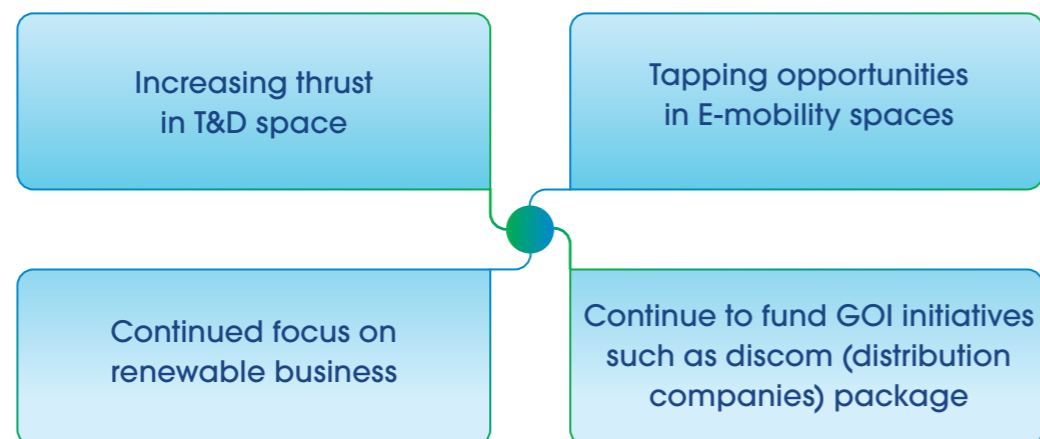 Increasing thrust
in T&D space
Tapping opportunities
in E-mobility spaces
Continued focus on
renewable business
Continue to fund GOI initiatives
such as discom (distribution
companies) package